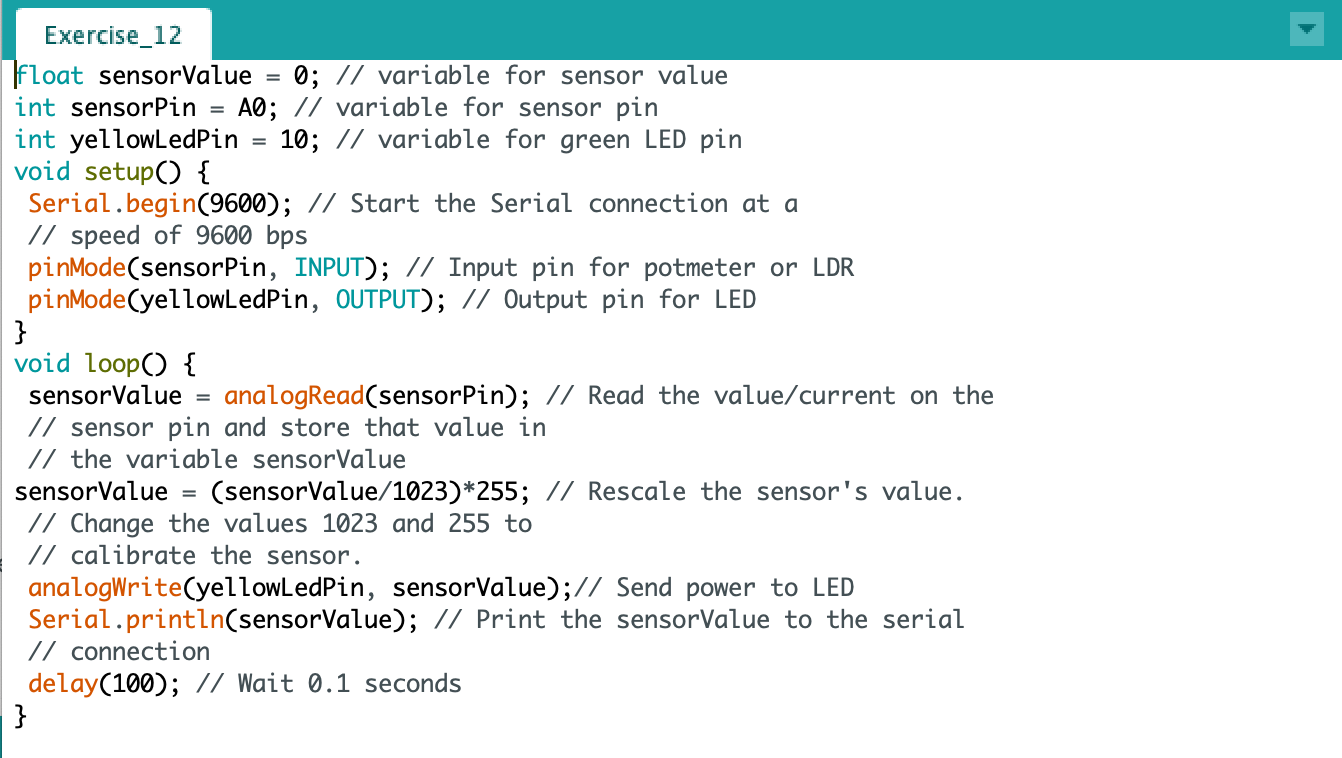 Exercise_12
float sensorValue = 0; // variable for sensor value
int sensorPin = A0; // variable for sensor pin
int yellowLedPin = 10; // variable for green LED pin
void setup() {
 Serial.begin(9600); // Start the Serial connection at a
 // speed of 9600 bps
 pinMode(sensorPin, INPUT); // Input pin for potmeter or LDR
 pinMode(yellowLedPin, OUTPUT); // Output pin for LED
}
void loop() {
 sensorValue = analogRead(sensorPin); // Read the value/current on the
 // sensor pin and store that value in
 // the variable sensorValue
sensorValue = (sensorValue/1023)*255; // Rescale the sensor's value.
 // Change the values 1023 and 255 to
 // calibrate the sensor.
 analogWrite(yellowLedPin, sensorValue);// Send power to LED
 Serial.println(sensorValue); // Print the sensorValue to the serial
 // connection
 delay(100); // Wait 0.1 seconds
}